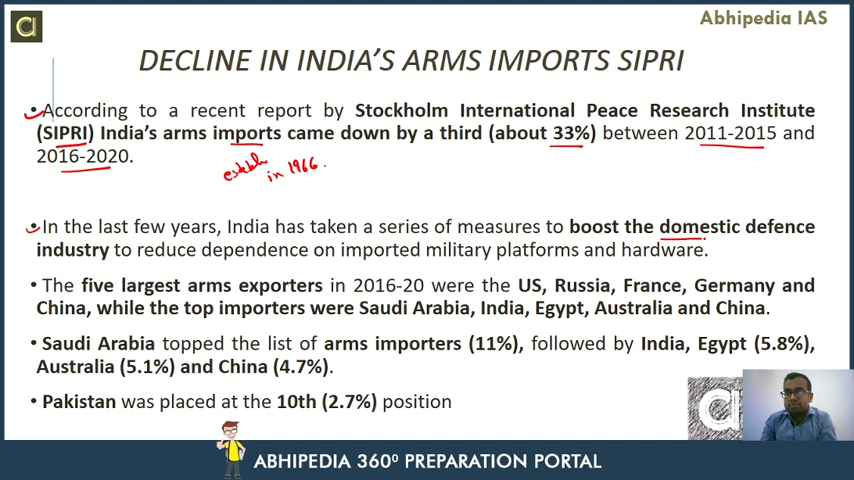 Abhipedia IAS
DECLINE IN INDIA'S ARMS IMPORTS SIPRI
• According to a recent report by Stockholm International Peace Research Institute
(SIPRI) India's arms imports came down by a third (about 33%) between 2011-2015 and
2016-2020.
in 1966.
• In the last few years, India has taken a series of measures to boost the domestic defence
industry to reduce dependence on imported military platforms and hardware.
• The five largest arms exporters in 2016-20 were the US, Russia, France, Germany and
China, while the top importers were Saudi Arabia, India, Egypt, Australia and China.
• Saudi Arabia topped the list of arms importers (11%), followed by India, Egypt (5.8%),
Australia (5.1%) and China (4.7%).
• Pakistan was placed at the 10th (2.7%) position
ABHIPEDIA 360⁰ PREPARATION PORTAL